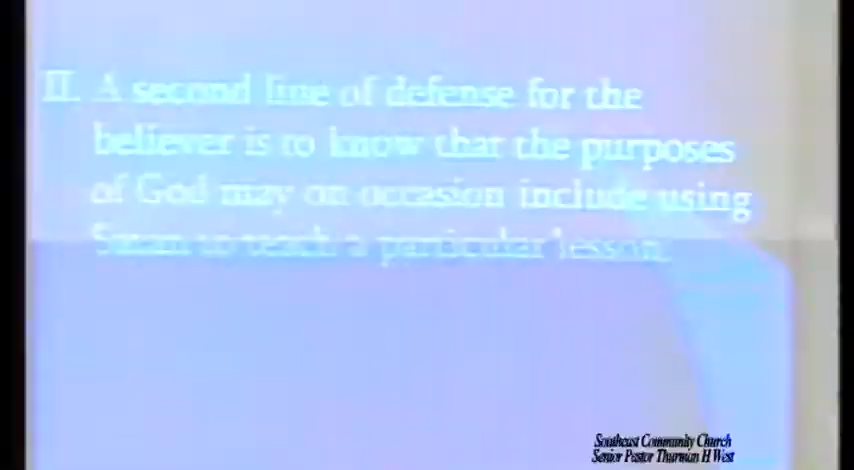 II. A second line of defense for the
believer is to know that the purposes
of God may on occasion include using
Satan to teach a particular lesson.
Southeast Community Church
Senior Pastor Thurman H West